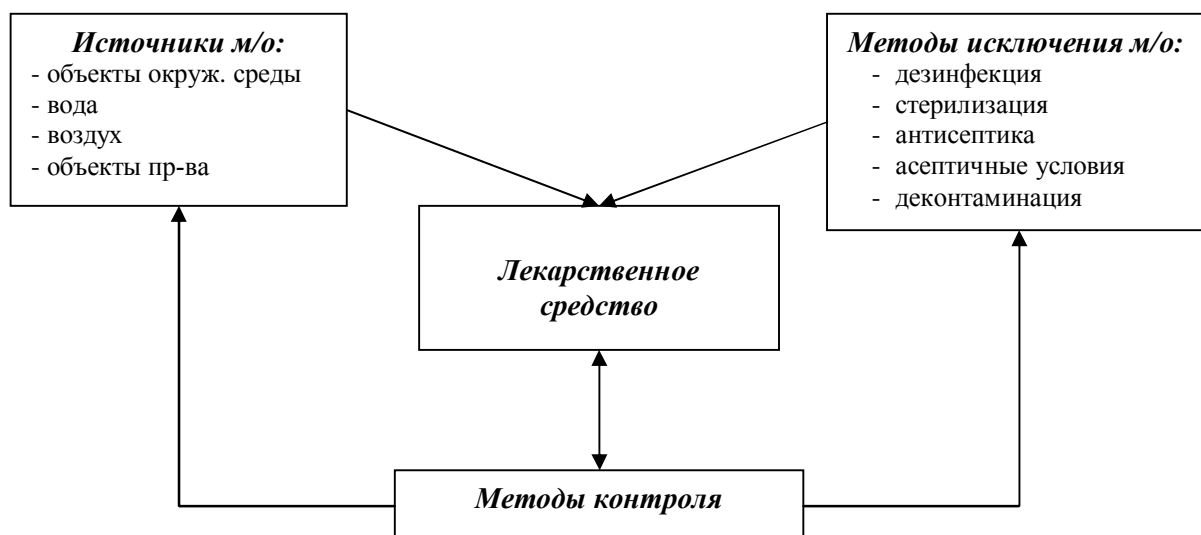 Источники м/о:
- объекты окруж. среды
- вода
- воздух
- объекты пр-ва
Методы исключения м/о:
- дезинфекция
- стерилизация
- антисептика
- асептичные условия
- деконтаминация
Лекарственное
средство
Методы контроля